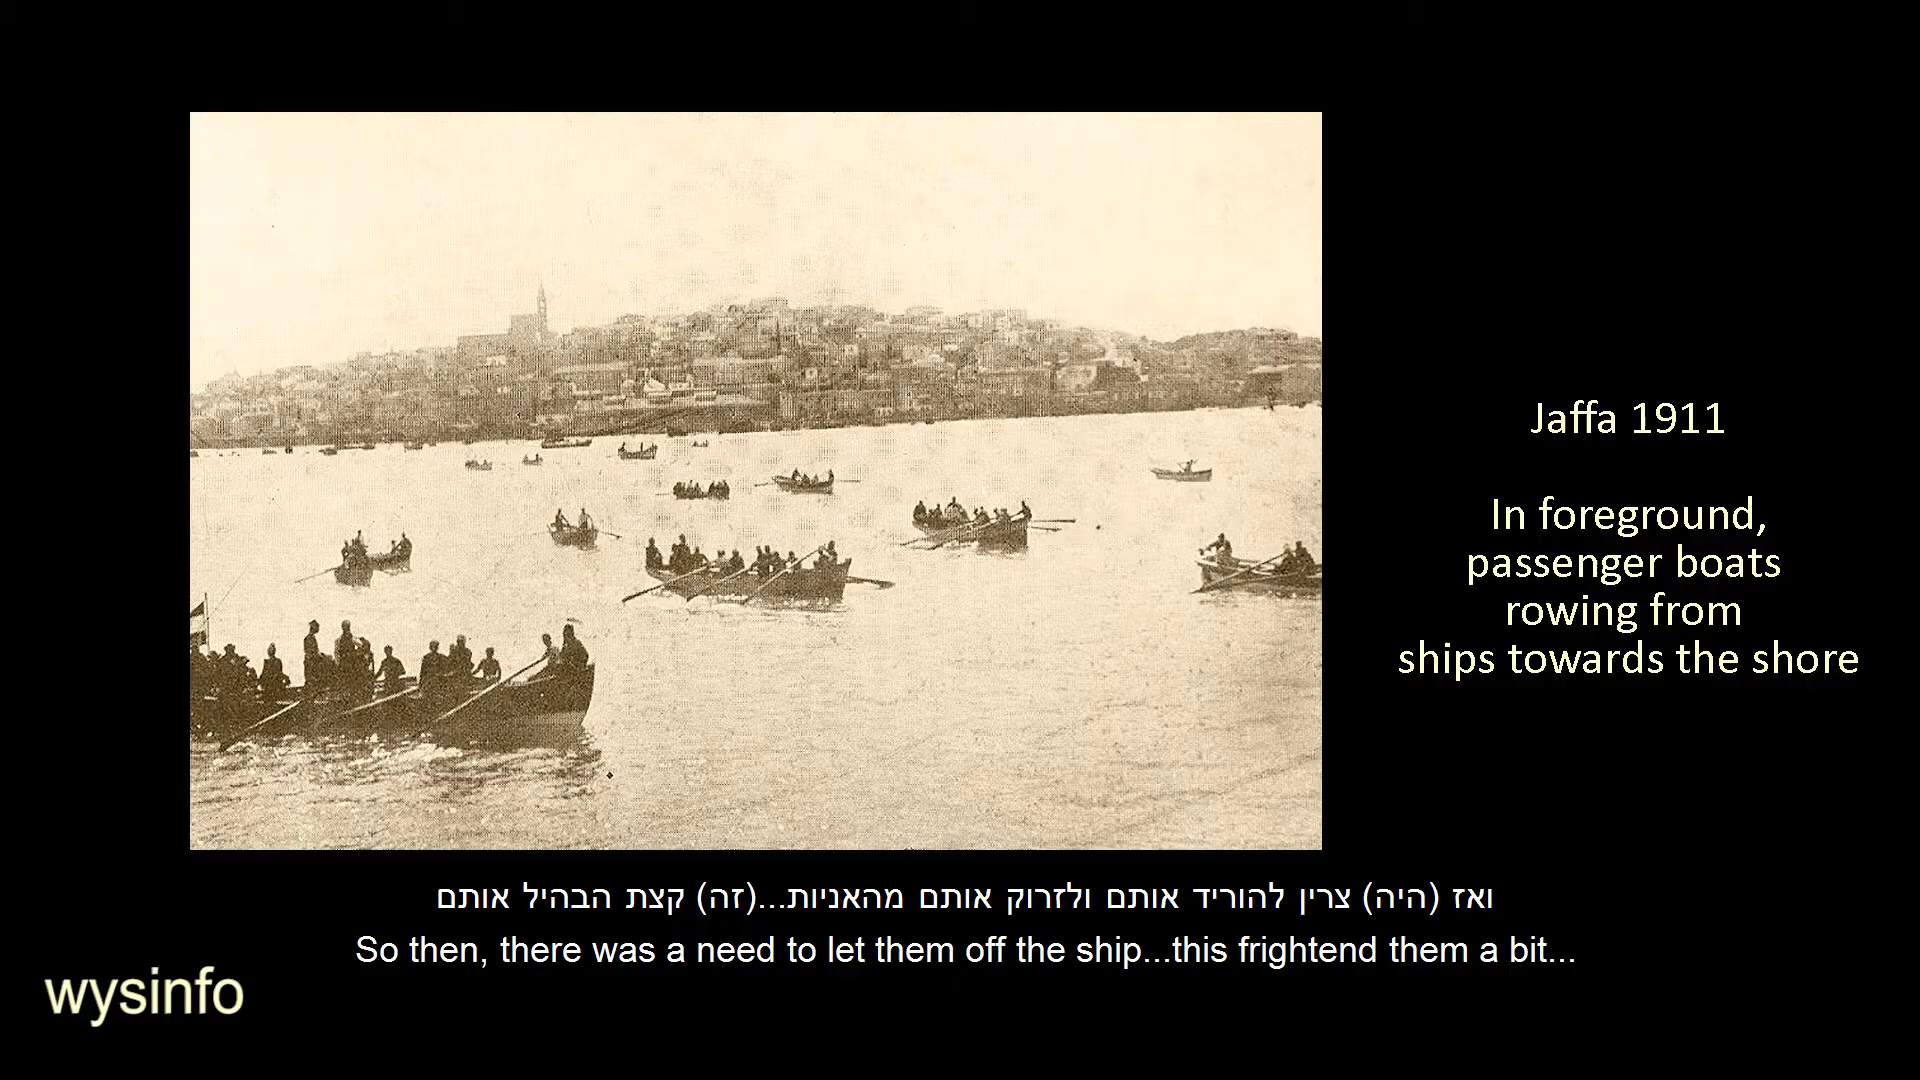 Jaffa 1911
In foreground,
passenger boats
rowing from
ships towards the shore
ואז (היה) צרין להוריד אותם ולזרוק אותם מהאניות...(זה) קצת הבהיל אותם
So then, there was a need to let them off the ship...this frightend them a bit...
wysinfo